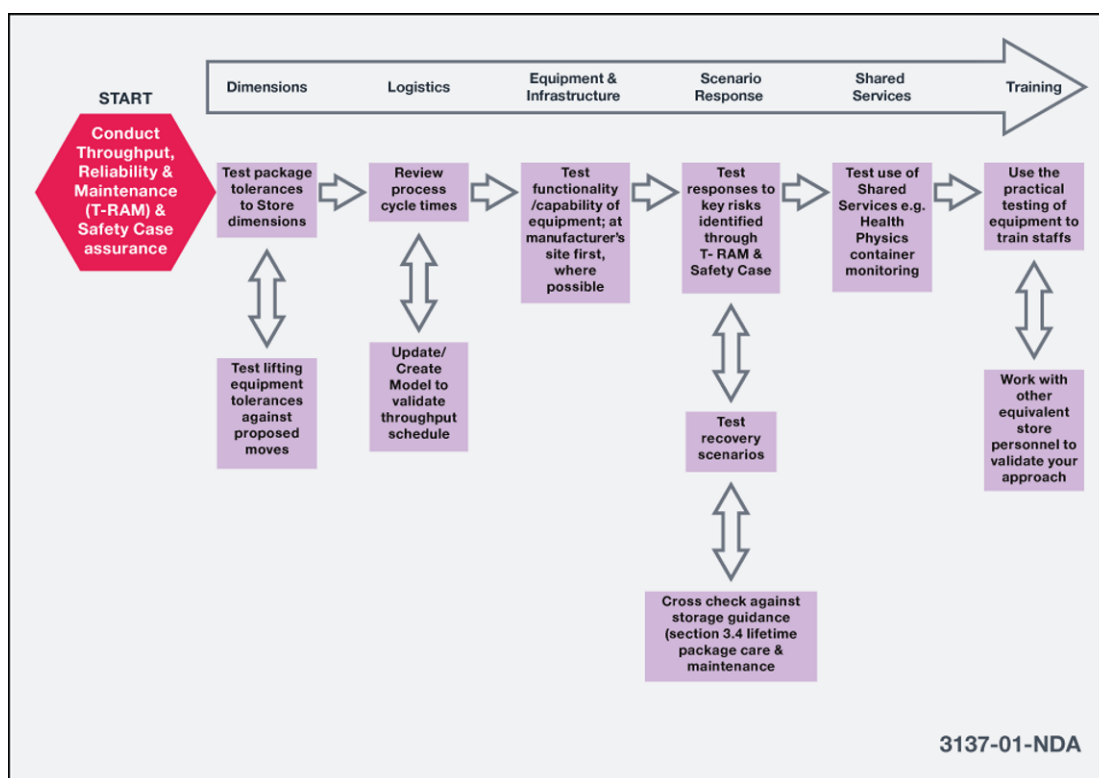 START
Conduct
Throughput,
Reliability &
Maintenance
(T-RAM) &
Safety Case
assurance
Dimensions
Logistics
Equipment &
Infrastructure
Scenario
Response
Shared
Services
Training
Test package
tolerances
to Store
dimensions
Review
process
cycle times
Test
functionality
/capability of
equipment; at
manufacturer's
site first,
where
possible
Test
responses to
key risks
identified
through
T- RAM &
Safety Case
Test use of
Shared
Services e.g.
Health
Physics
container
monitoring
Use the
practical
testing of
equipment to
train staffs
Test lifting
equipment
tolerances
against
proposed
moves
Update/
Create
Model to
validate
throughput
schedule
Test
recovery
scenarios
Work with
other
equivalent
store
personnel to
validate your
approach
Cross check against
storage guidance
(section 3.4 lifetime
package care &
maintenance
3137-01-NDA